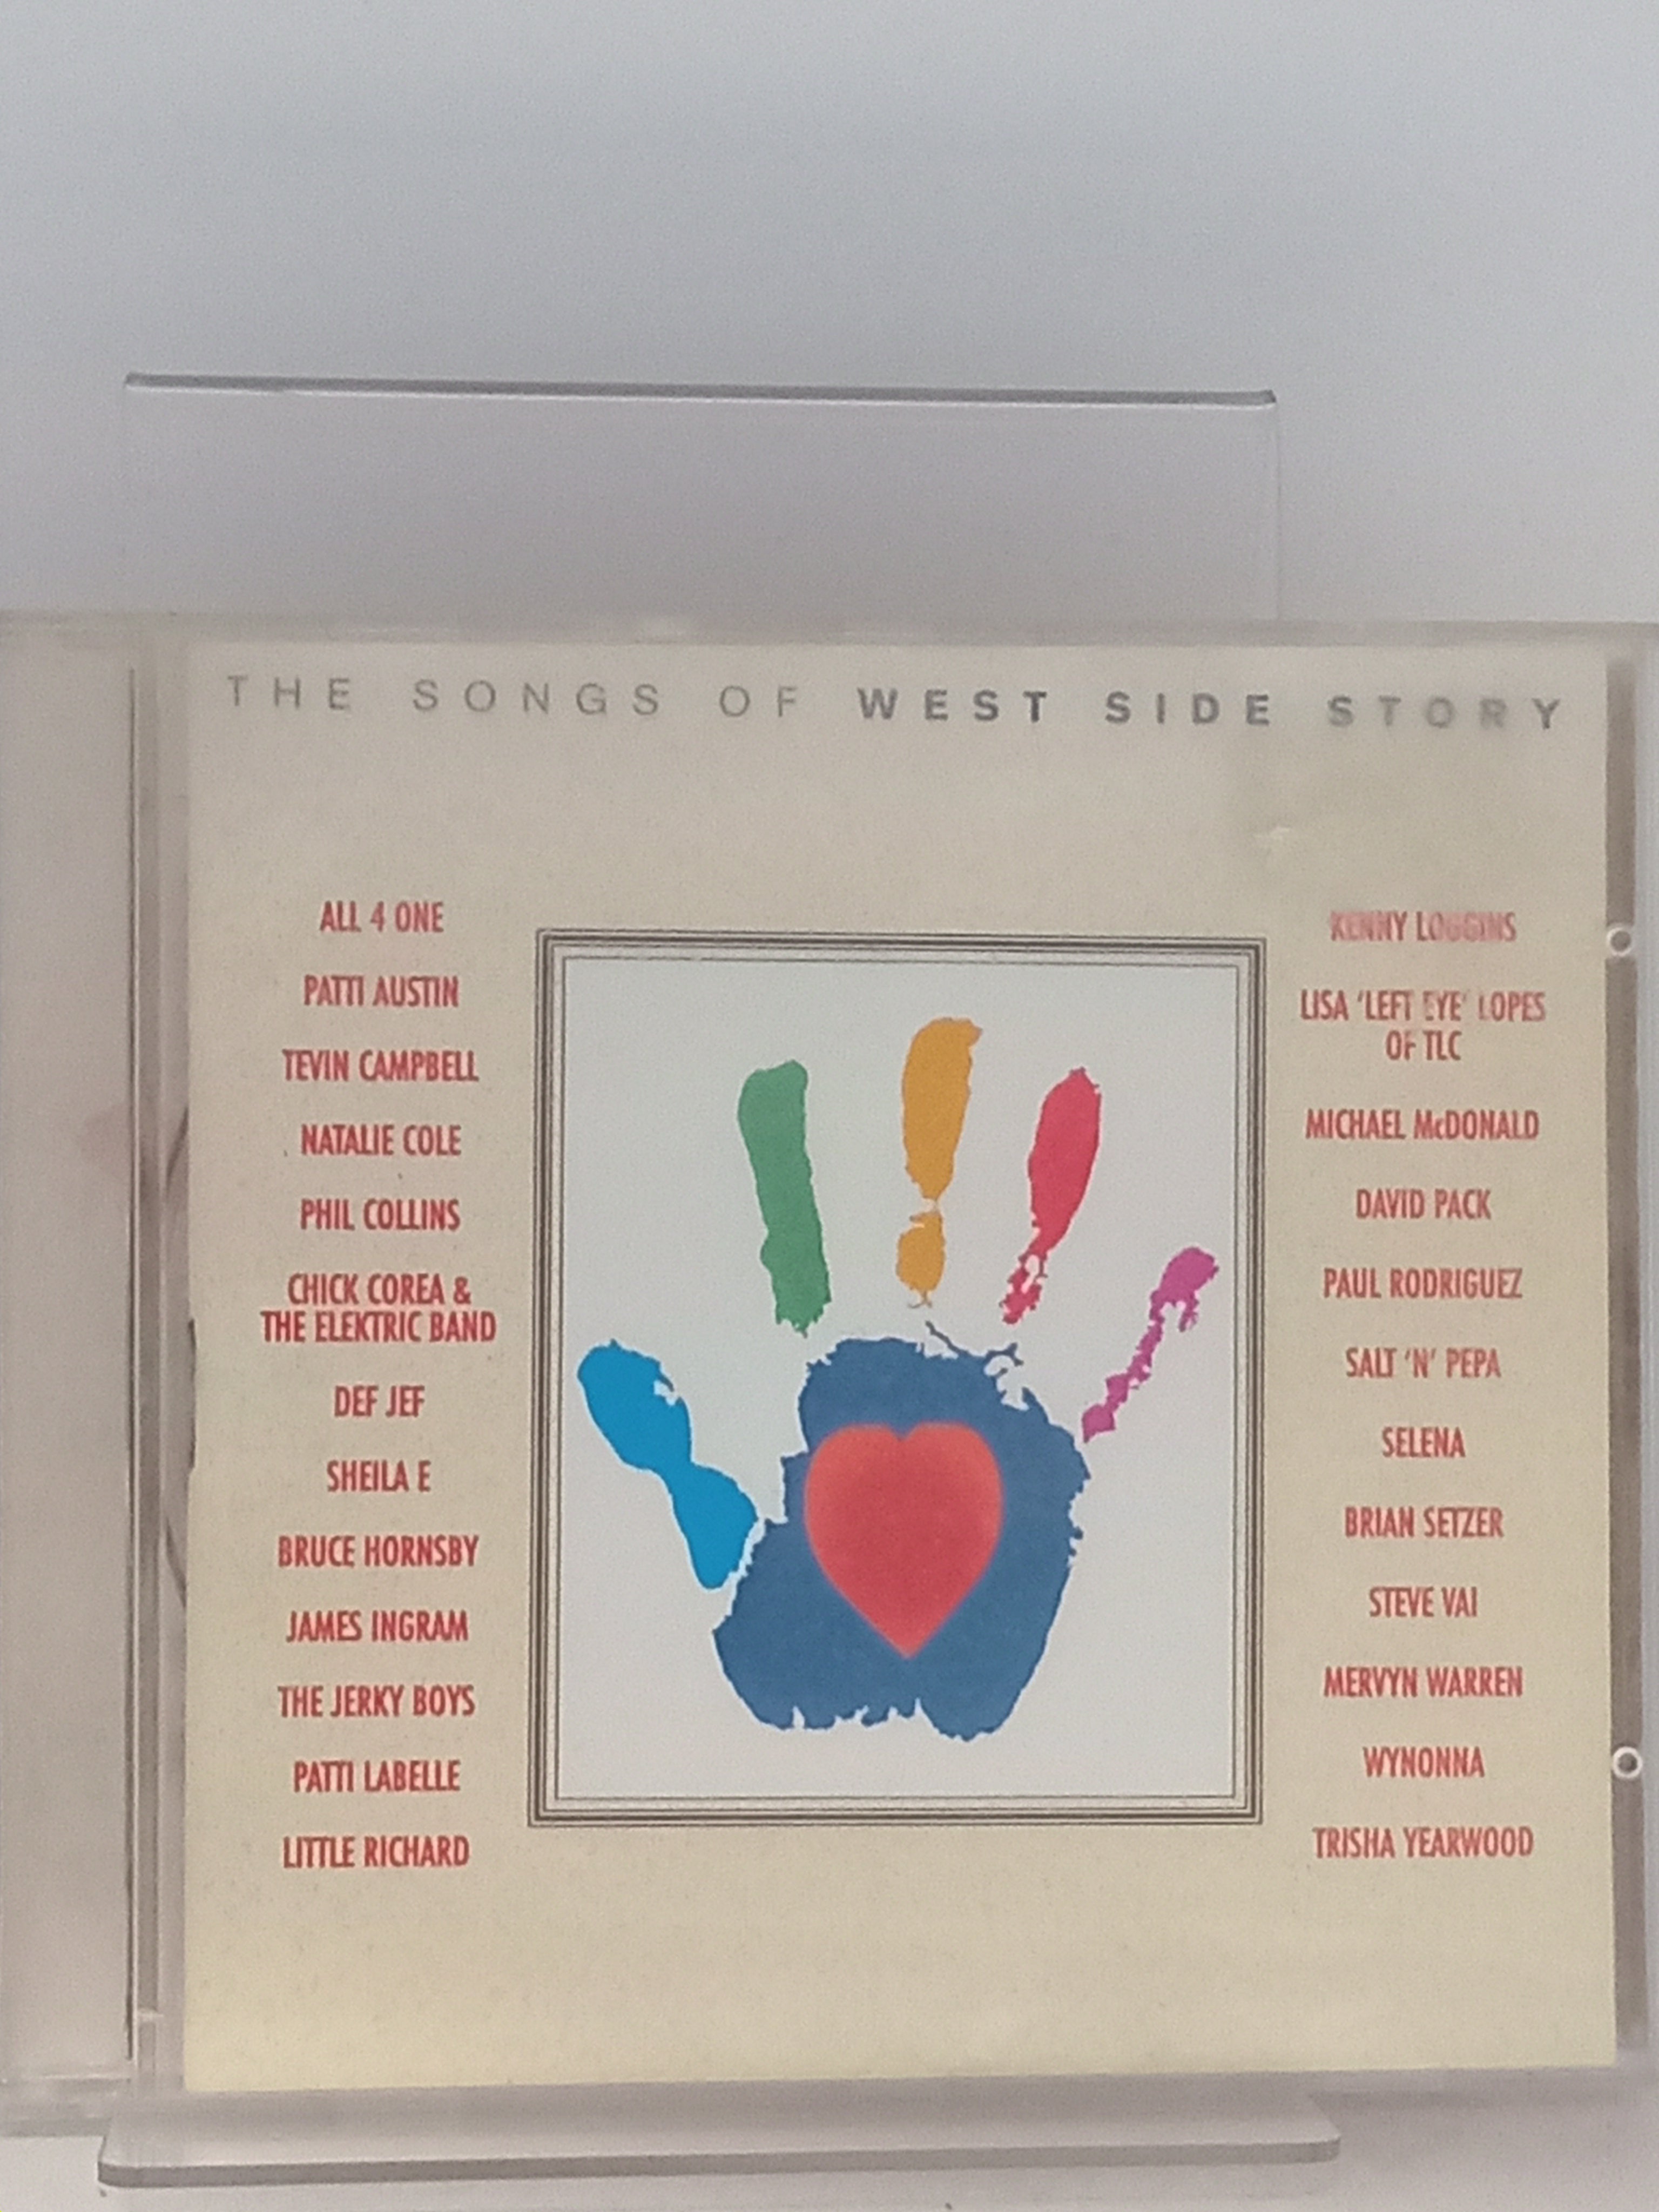 THE SONGS OF WEST SIDE STORY
ALL 4 ONE
PATTI AUSTIN
TEVIN CAMPBELL
NATALIE COLE
PHIL COLLINS
CHICK COREA &
THE ELEKTRIC BAND
DEF JEF
SHEILA E
BRUCE HORNSBY
JAMES INGRAM
THE JERKY BOYS
PATTI LABELLE
LITTLE RICHARD
KENNY LOGGINS
LISA 'LEFT EYE' LOPES
OF TLC
MICHAEL McDONALD
DAVID PACK
PAUL RODRIGUEZ
SALT 'N' PEPA
SELENA
BRIAN SETZER
STEVE VAI
MERVYN WARREN
WYNONNA
TRISHA YEARWOOD